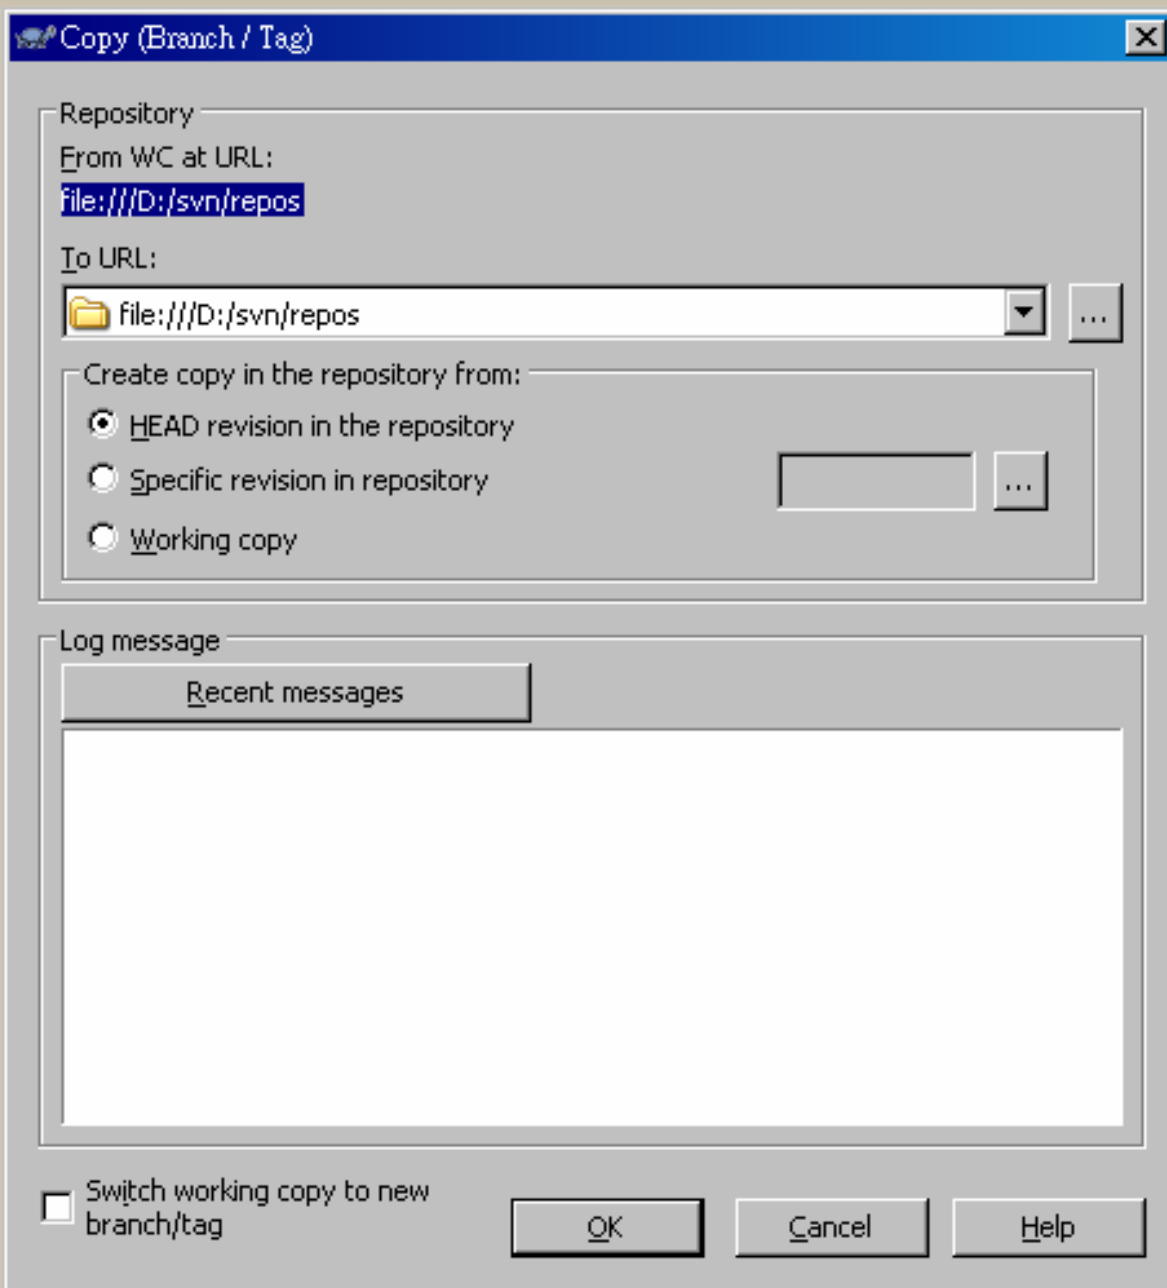 Copy (Branch / Tag)
Repository
From WC at URL:
file:///D:/svn/repos
To URL:
file:///D:/svn/repos
...
Create copy in the repository from:
HEAD revision in the repository
Specific revision in repository
...
Working copy
Log message
Recent messages
Switch working copy to new
branch/tag
OK
Cancel
Help